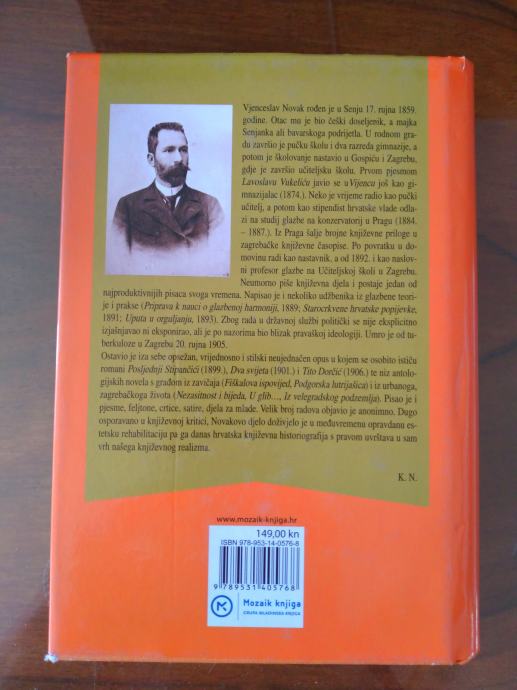 Vjenceslav Novak rođen je u Senju 17. rujna 1859.
godine. Otac mu je bio češki doseljenik, a majka
Senjanka ali bavarskoga podrijetla. U rodnom gra-
du završio je pučku školu i dva razreda gimnazije, a
potom je školovanje nastavio u Gospiću i Zagrebu,
gdje je završio učiteljsku školu. Prvom pjesmom
Lavoslavu Vukeliću javio se u Vijencu još kao gi-
mnazijalac (1874.). Neko je vrijeme radio kao pučki
učitelj, a potom kao stipendist hrvatske vlade odla-
zi na studij glazbe na konzervatorij u Pragu (1884.
– 1887.). Iz Praga šalje brojne književne priloge u
zagrebačke književne časopise. Po povratku u do-
movinu radi kao nastavnik, a od 1892. i kao naslov-
ni profesor glazbe na Učiteljskoj školi u Zagrebu.
Neumorno piše književna djela i postaje jedan od
najproduktivnijih pisaca svoga vremena. Napisao je i nekoliko udžbenika iz glazbene teori-
je i prakse (Priprava k nauci o glazbenoj harmoniji, 1889; Starocrkvene hrvatske popijevke,
1891; Uputa u orguljanju, 1893). Zbog rada u državnoj službi politički se nije eksplicitno
izjašnjavao ni eksponirao, ali je po nazorima bio blizak pravaškoj ideologiji. Umro je od tu-
berkuloze u Zagrebu 20. rujna 1905.
Ostavio je iza sebe opsežan, vrijednosno i stilski neujednačen opus u kojem se osobito ističu
romani Posljednji Stipančići (1899.), Dva svijeta (1901.) i Tito Dorčić (1906.) te niz antolo-
gijskih novela s građom iz zavičaja (Fiškalova ispovijed, Podgorska lutrijašica) i iz urbanoga,
zagrebačkoga života (Nezasitnost i bijeda, U glib..., Iz velegradskog podzemlja). Pisao je i
pjesme, feljtone, crtice, satire, djela za mlade. Velik broj radova objavio je anonimno. Dugo
osporavano u književnoj kritici, Novakovo djelo doživjelo je u međuvremenu opravdanu es-
tetsku rehabilitaciju pa ga danas hrvatska književna historiografija s pravom uvrštava u sam
vrh našega književnog realizma.
K. N.
www.mozaik-knjiga.hr
149,00 kn
ISBN 978-953-14-0576-8
9 789531 405768
Mozaik knjiga
GRUPA MLADINSKA KNJIGA